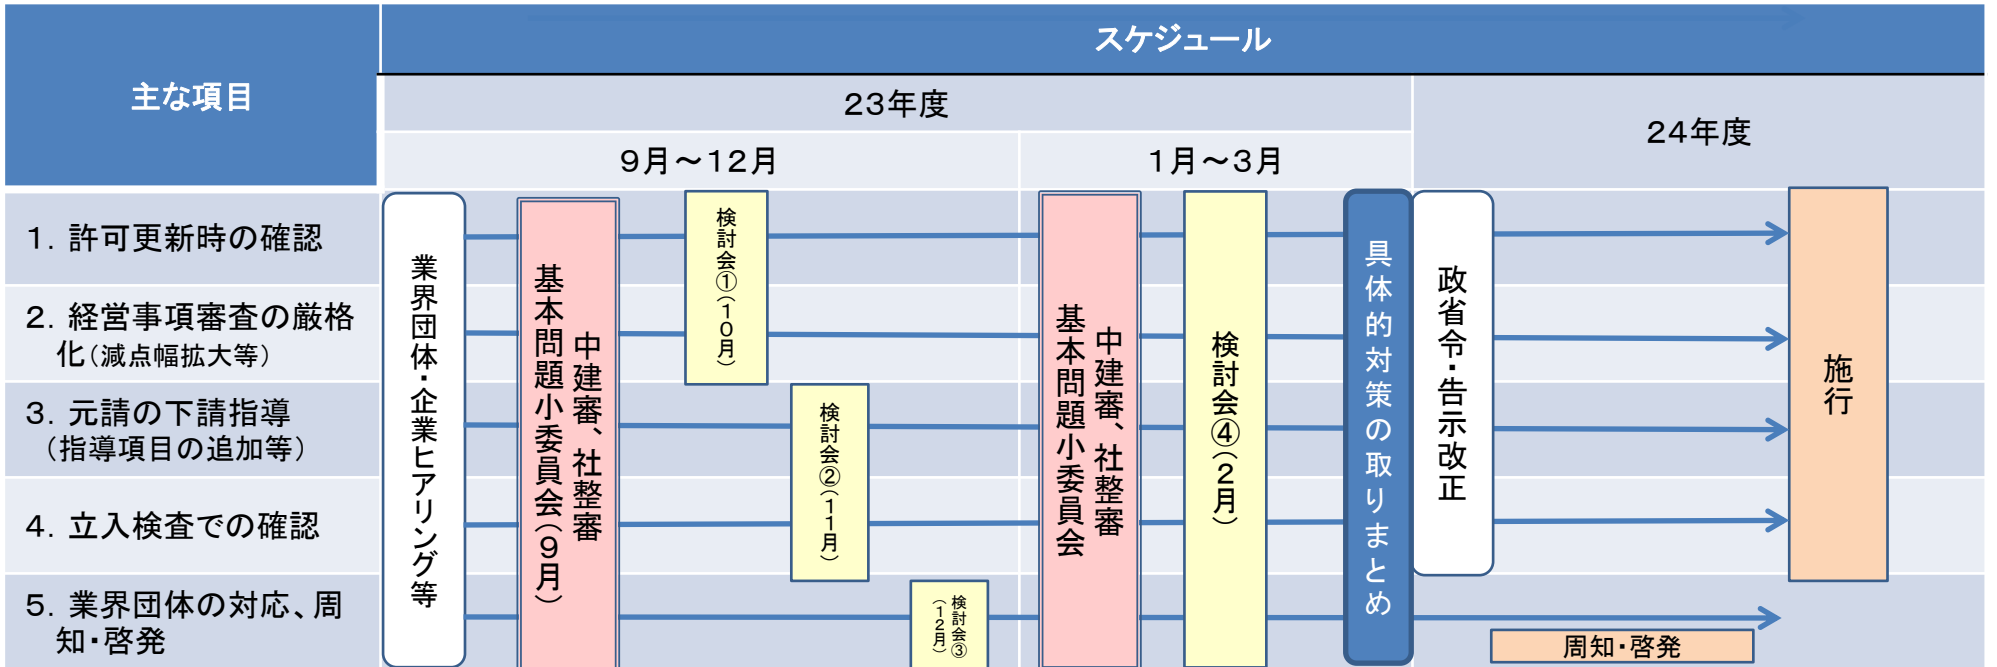 主な項目
スケジュール
23年度
24年度
9月～12月
1月～3月
1．許可更新時の確認
2．経営事項審査の厳格
化（減点幅拡大等）
3．元請の下請指導
（指導項目の追加等）
4．立入検査での確認
5．業界団体の対応、周
知・啓発
業界団体・企業ヒアリング等
中建審、社整審
基本問題小委員会（9月）
検討会①（10月）
検討会②（11月）
検討会③
（12月）
中建審、社整審
基本問題小委員会
検討会④（2月）
具体的対策の取りまとめ
政省令・告示改正
施行
周知・啓発